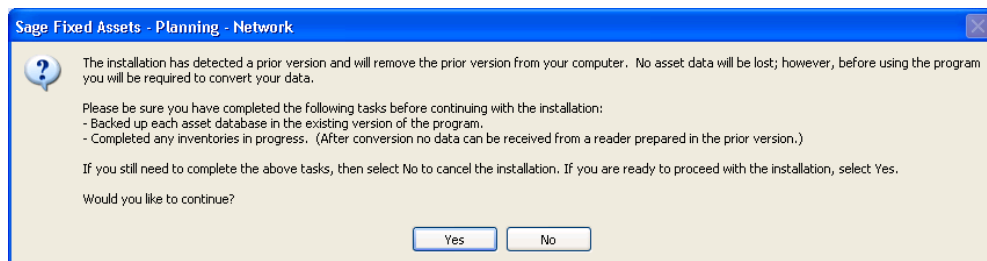 Sage Fixed Assets - Planning - Network
The installation has detected a prior version and will remove the prior version from your computer.  No asset data will be lost; however, before using the program
you will be required to convert your data.
Please be sure you have completed the following tasks before continuing with the installation:
- Backed up each asset database in the existing version of the program.
- Completed any inventories in progress.  (After conversion no data can be received from a reader prepared in the prior version.)
If you still need to complete the above tasks, then select No to cancel the installation. If you are ready to proceed with the installation, select Yes.
Would you like to continue?
Yes No